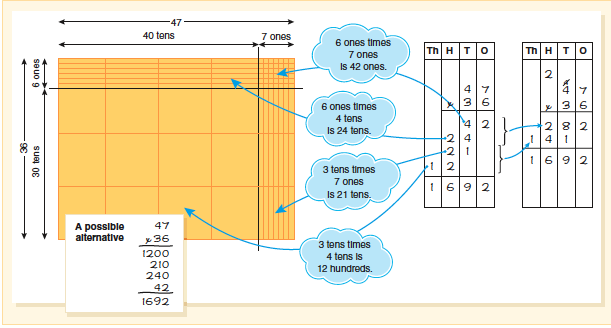 47
40 tens
7 ones
6 ones
36
30 tens
6 ones times
7 ones
is 42 ones.
6 ones times
4 tens
is 24 tens.
3 tens times
7 ones
is 21 tens.
3 tens times
4 tens is
12 hundreds.
A possible
alternative
47
x36
1200
210
240
42
1692
Th H T O
4 7
x 3 6
4 2
2 4
2 1
1 2
1 6 9 2
Th H T O
2
4
4 7
x 3 6
2 8 2
1 4 1
1 6 9 2